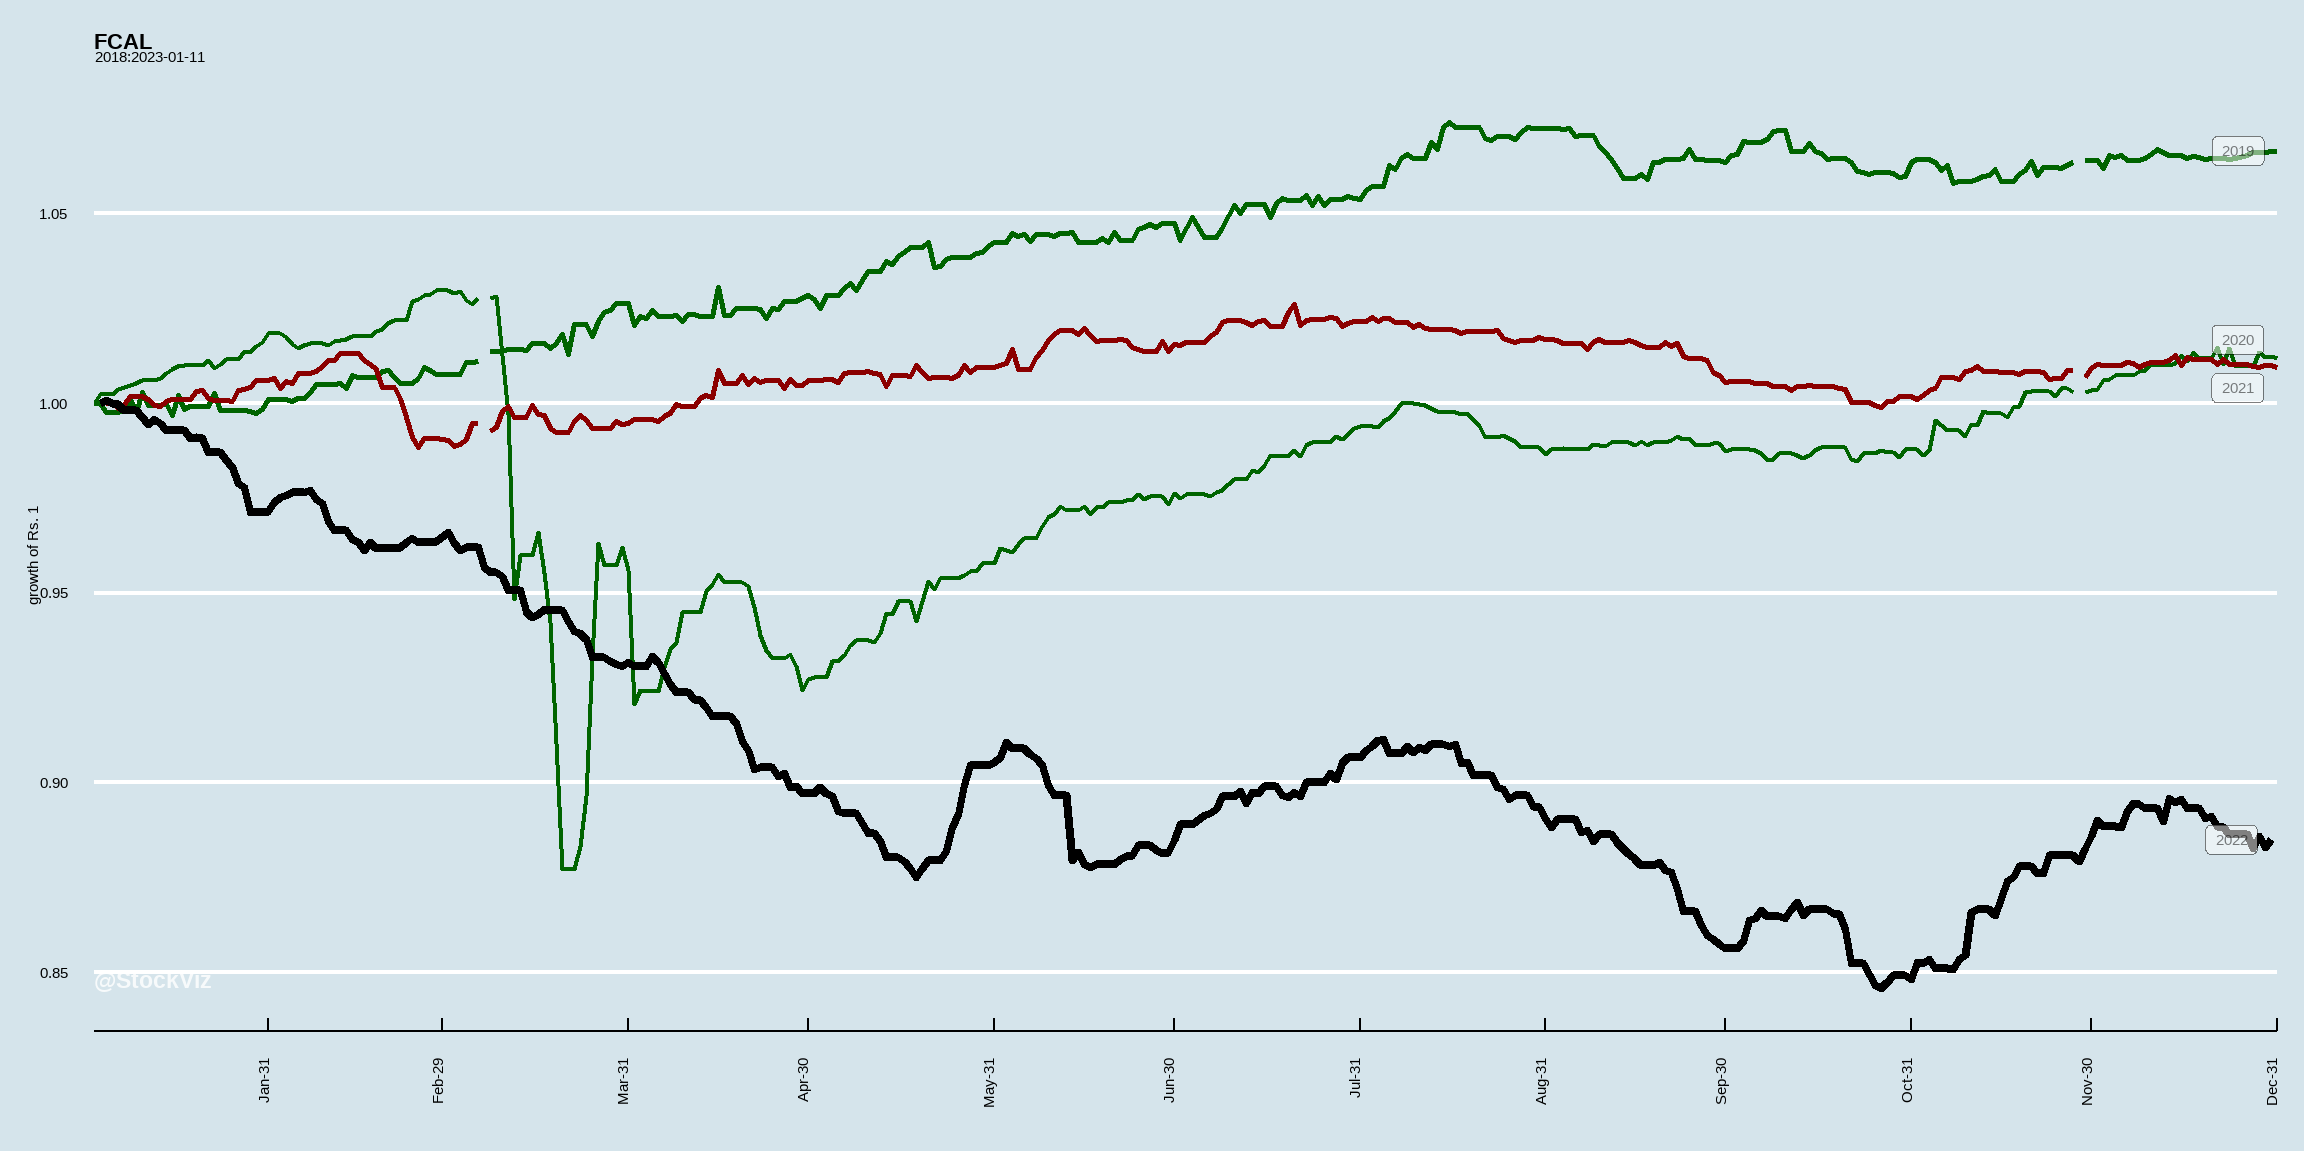 FCAL
2018:2023-01-11
growth of Rs. 1
1.05
1.00
0.95
0.90
0.85
2019
2020
2021
2022
@StockViz
Jan-31
Feb-29
Mar-31
Apr-30
May-31
Jun-30
Jul-31
Aug-31
Sep-30
Oct-31
Nov-30
Dec-31